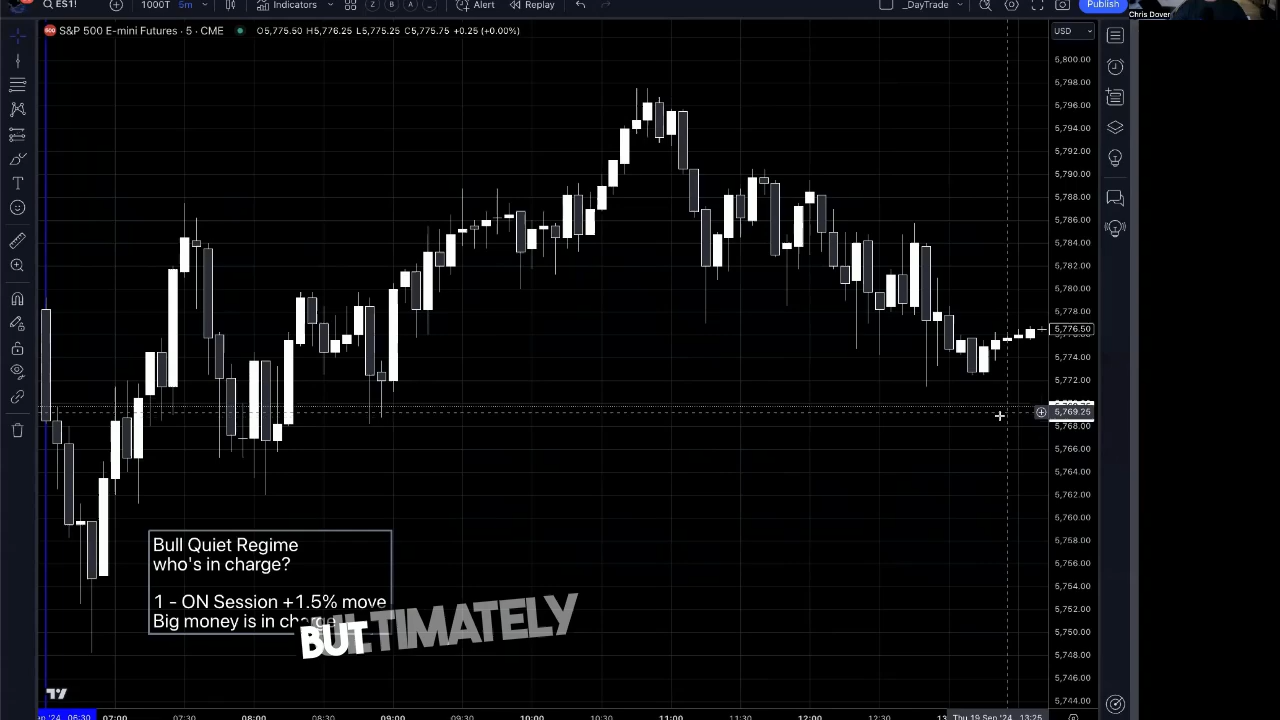 ES1!
1000T
5m
Indicators
Z
B
A
Alert
Replay
_DayTrade
Publish
Chris Dover
S&P 500 E-mini Futures · 5 · CME
O5,775.50 H5,776.25 L5,775.25 C5,775.75 +0.25 (+0.00%)
USD
5,800.00
5,798.00
5,796.00
5,794.00
5,792.00
5,790.00
5,788.00
5,786.00
5,784.00
5,782.00
5,780.00
5,778.00
5,776.50
5,774.00
5,772.00
5,769.25
5,768.00
5,766.00
5,764.00
5,762.00
5,760.00
5,758.00
5,756.00
5,754.00
5,752.00
5,750.00
5,748.00
5,746.00
5,744.00
Bull Quiet Regime
who's in charge?
1 - ON Session +1.5% move
Big money is in charge
BUT ULTIMATELY
'24 06:30
07:00
07:30
08:00
08:30
09:00
09:30
10:00
10:30
11:00
11:30
12:00
12:30
Thu 19 Sep '24 13:25